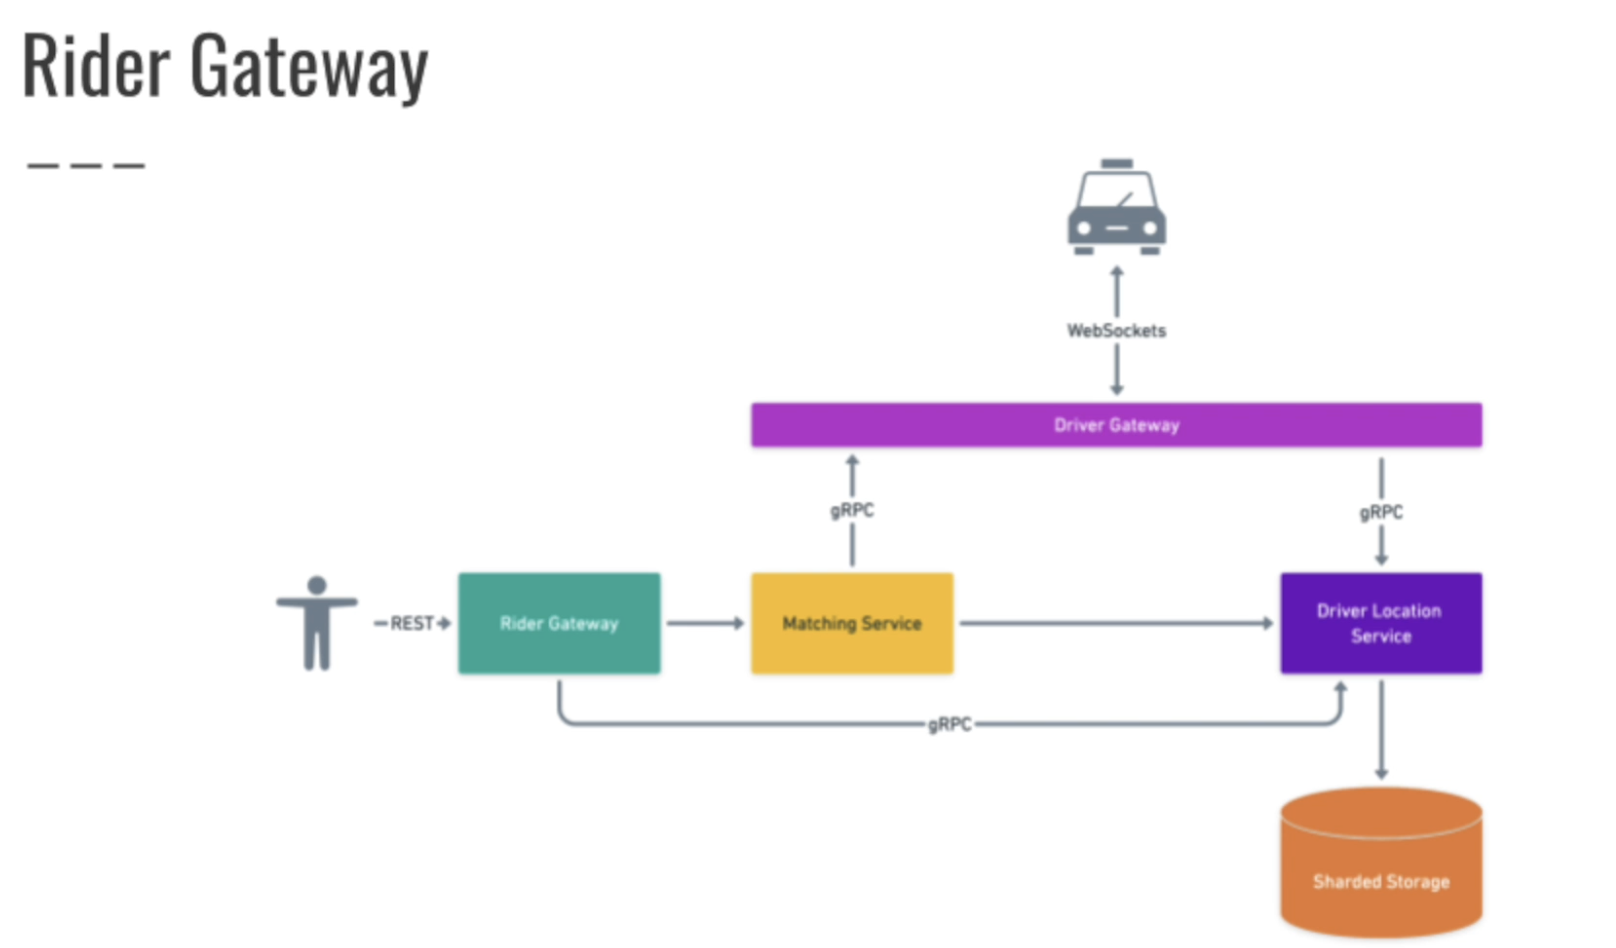 Rider Gateway
WebSockets
Driver Gateway
gRPC
gRPC
REST
Rider Gateway
Matching Service
Driver Location
Service
gRPC
Sharded Storage